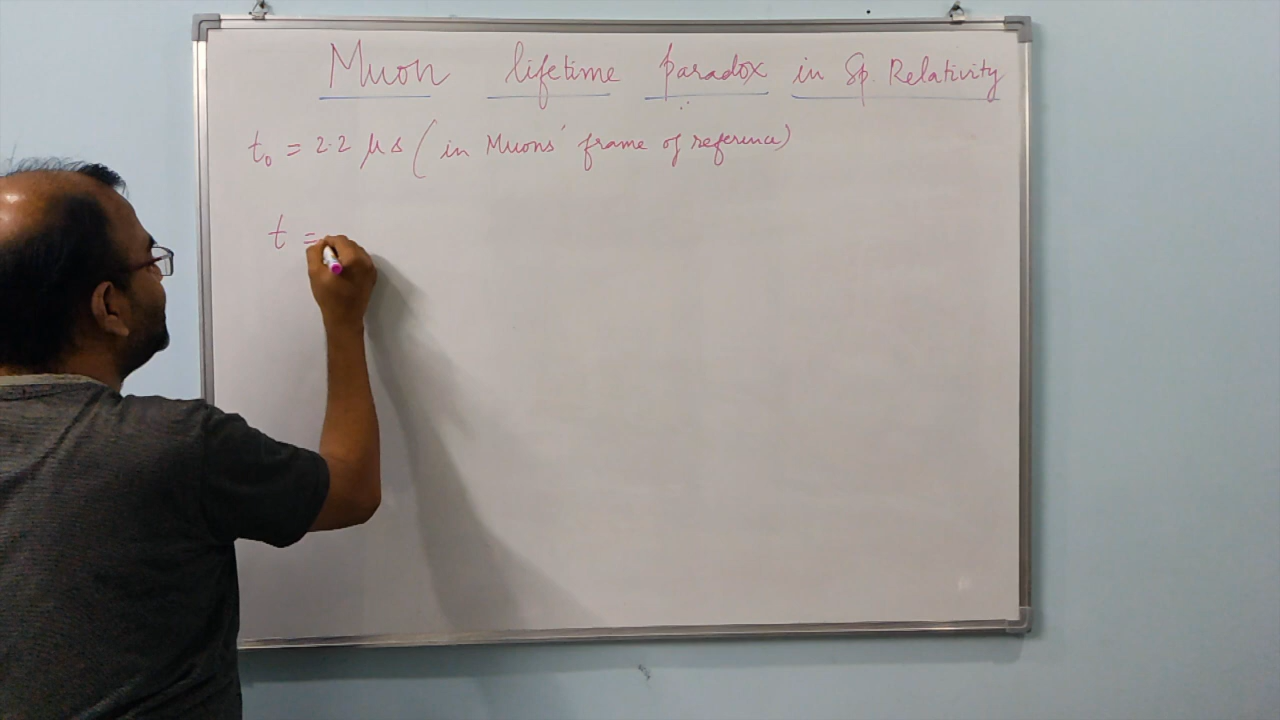 Muon lifetime paradox in Sp. Relativity
t₀ = 2.2 μs (in Muons' frame of reference)
t =